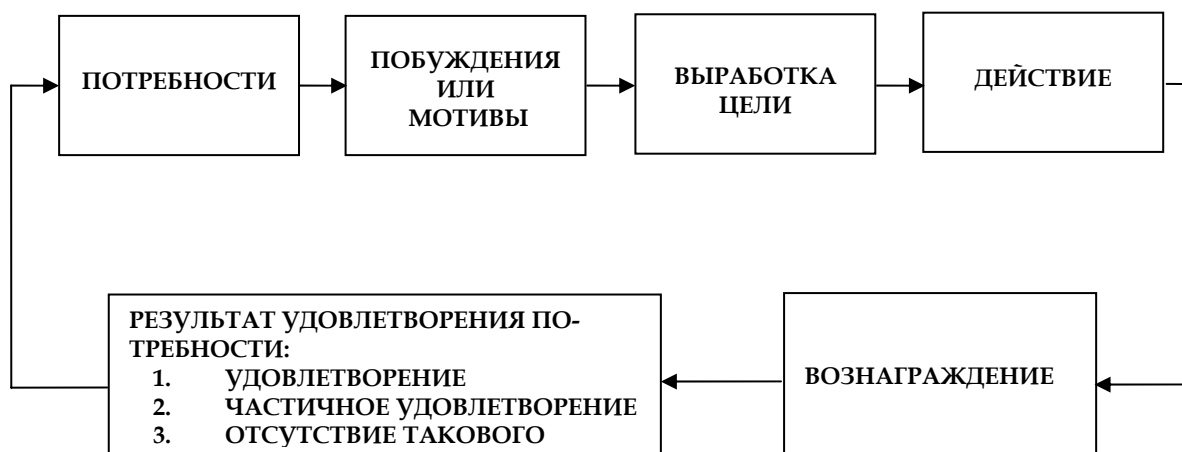 ПОТРЕБНОСТИ
ПОБУЖДЕНИЯ
ИЛИ
МОТИВЫ
ВЫРАБОТКА
ЦЕЛИ
ДЕЙСТВИЕ
РЕЗУЛЬТАТ УДОВЛЕТВОРЕНИЯ ПО-
ТРЕБНОСТИ:
1. УДОВЛЕТВОРЕНИЕ
2. ЧАСТИЧНОЕ УДОВЛЕТВОРЕНИЕ
3. ОТСУТСТВИЕ ТАКОВОГО
ВОЗНАГРАЖДЕНИЕ